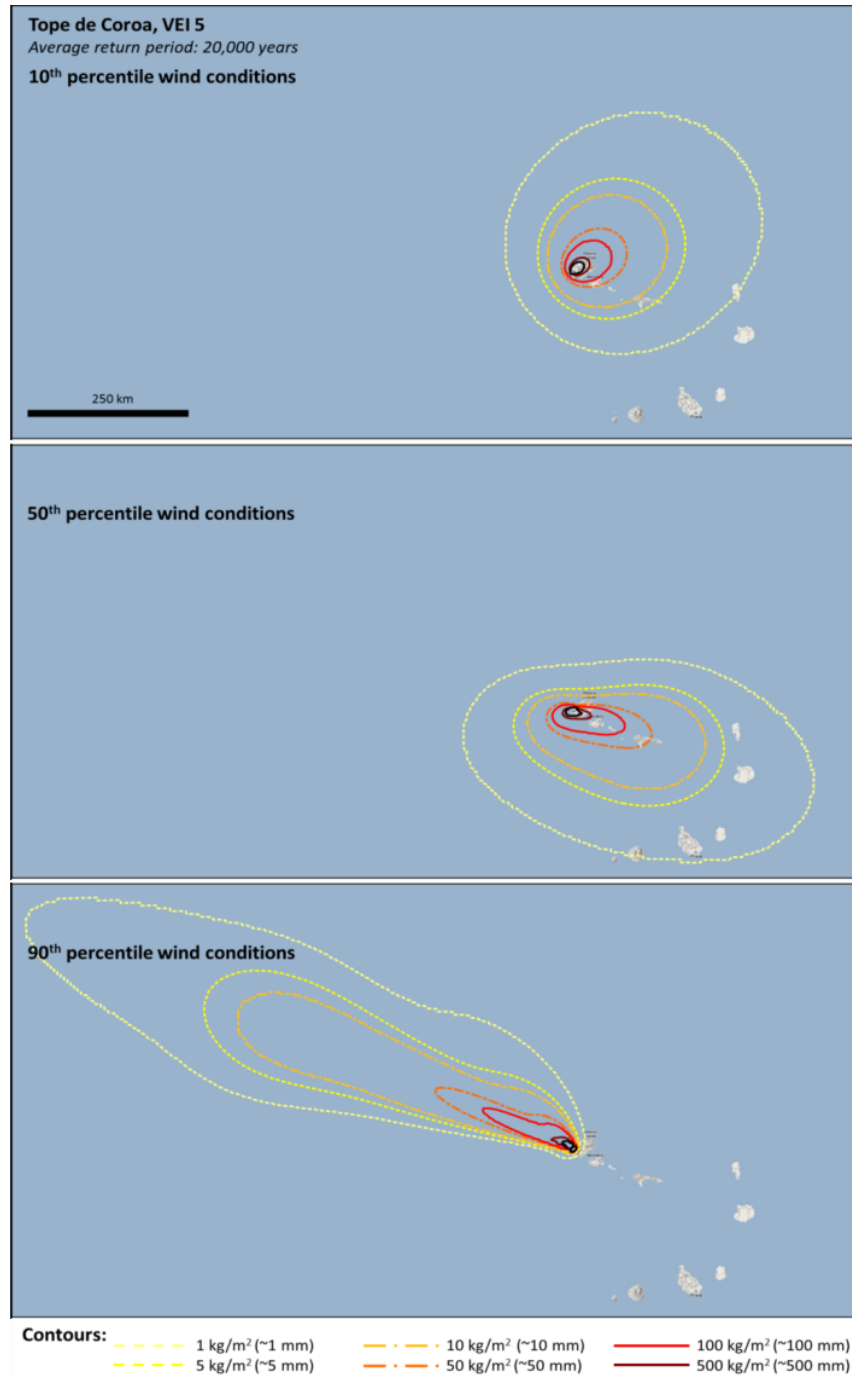 Tope de Coroa, VEI 5
Average return period: 20,000 years
10th percentile wind conditions
250 km
50th percentile wind conditions
90th percentile wind conditions
Contours:
1 kg/m² (~1 mm)
10 kg/m² (~10 mm)
100 kg/m² (~100 mm)
5 kg/m² (~5 mm)
50 kg/m² (~50 mm)
500 kg/m² (~500 mm)